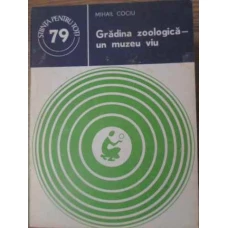 MIHAIL COCIU
ȘTIINȚA PENTRU TOȚI
79
Grădina zoologică—
un muzeu viu